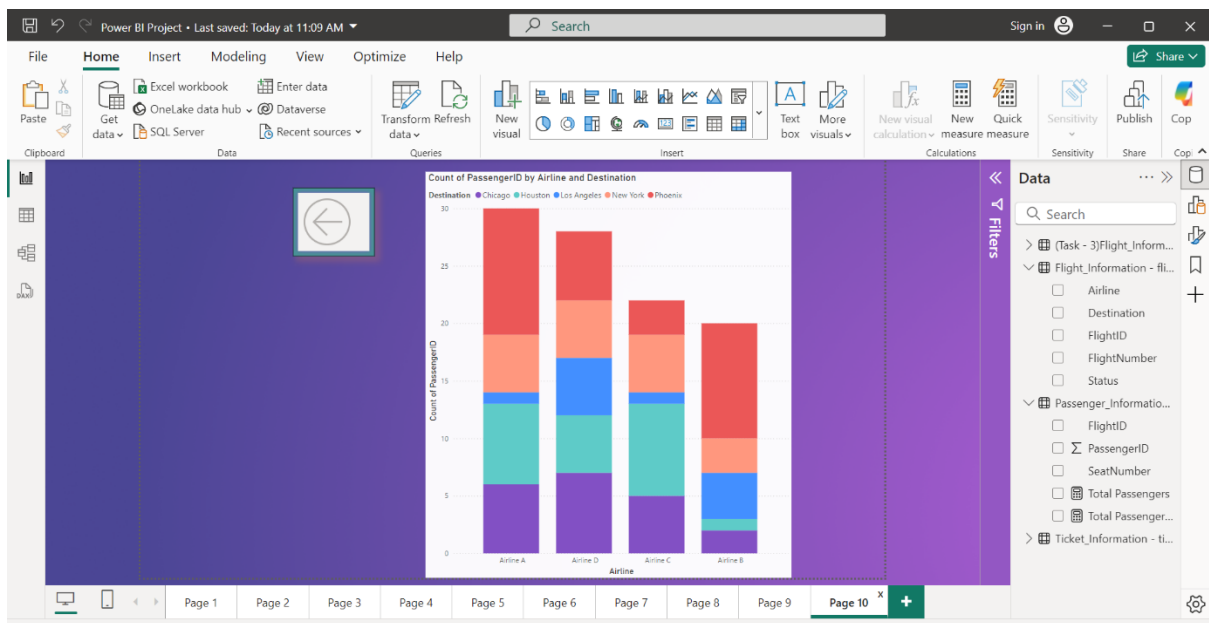 Power BI Project • Last saved: Today at 11:09 AM
Search
Sign in
File Home Insert Modeling View Optimize Help
Share
Paste
Get data
Excel workbook
OneLake data hub
SQL Server
Enter data
Dataverse
Recent sources
Transform data
Refresh
New visual
A
123
Text box
More visuals
fx
New visual calculation
New measure
Quick measure
Sensitivity
Publish
Cop
Clipboard
Data
Queries
Insert
Calculations
Sensitivity
Share
Cop
DAX
Count of PassengerID by Airline and Destination
Destination Chicago Houston Los Angeles New York Phoenix
30
25
20
15
10
5
0
Count of PassengerID
Airline A Airline D Airline C Airline B
Airline
Filters
Data
...
Search
(Task - 3)Flight_Inform...
Flight_Information - fli...
Airline
Destination
FlightID
FlightNumber
Status
Passenger_Informatio...
FlightID
Σ PassengerID
SeatNumber
Total Passengers
Total Passenger...
Ticket_Information - ti...
Page 1 Page 2 Page 3 Page 4 Page 5 Page 6 Page 7 Page 8 Page 9 Page 10 x +